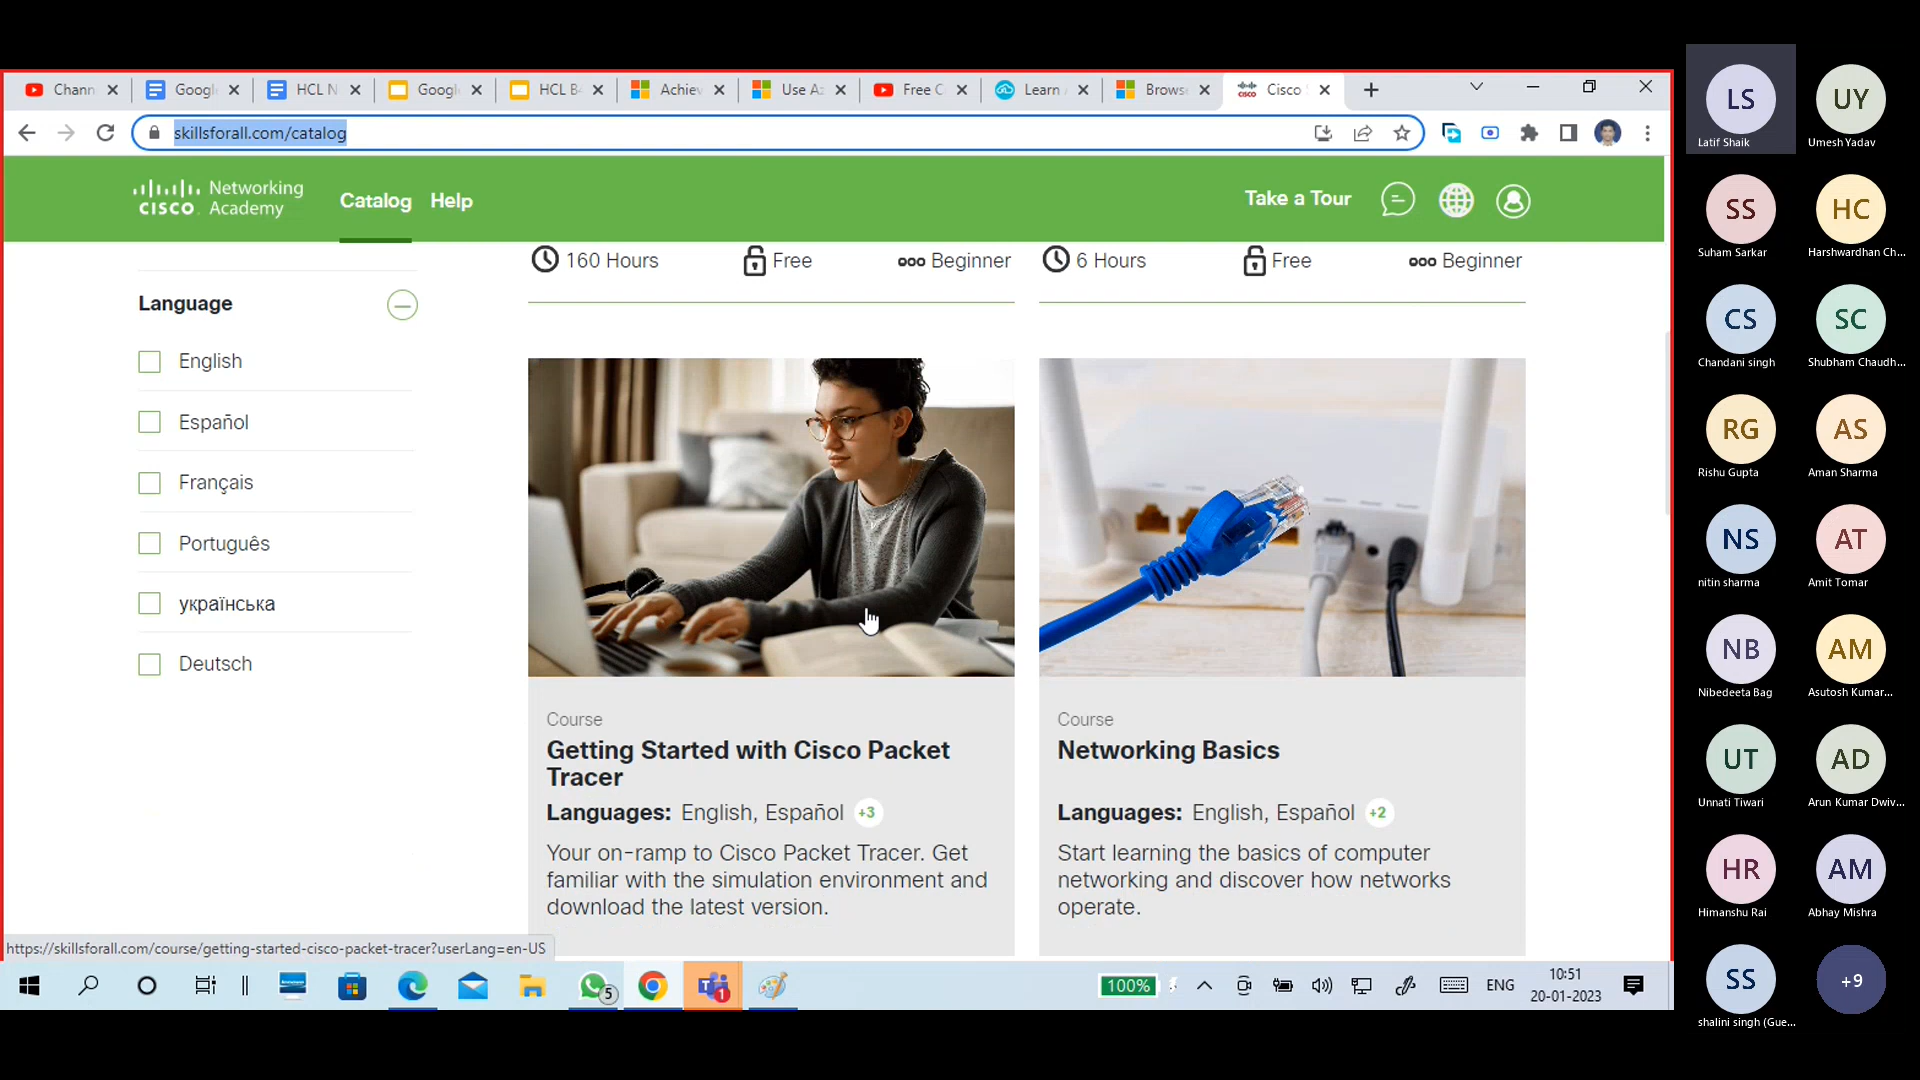 Chann
Googl
HCL N
Googl
HCL B
Achiev
Use Az
Free C
Learn
Brows
Cisco
skillsforall.com/catalog
CISCO
Networking
Academy
Catalog
Help
Take a Tour
160 Hours
Free
Beginner
6 Hours
Free
Beginner
Language
English
Español
Français
Português
українська
Deutsch
Course
Getting Started with Cisco Packet
Tracer
Languages: English, Español +3
Your on-ramp to Cisco Packet Tracer. Get
familiar with the simulation environment and
download the latest version.
Course
Networking Basics
Languages: English, Español +2
Start learning the basics of computer
networking and discover how networks
operate.
https://skillsforall.com/course/getting-started-cisco-packet-tracer?userLang=en-US
5
1
100%
ENG
10:51
20-01-2023
LS
Latif Shaik
UY
Umesh Yadav
SS
Suham Sarkar
HC
Harshwardhan Ch...
CS
Chandani singh
SC
Shubham Chaudh...
RG
Rishu Gupta
AS
Aman Sharma
NS
nitin sharma
AT
Amit Tomar
NB
Nibedeeta Bag
AM
Asutosh Kumar...
UT
Unnati Tiwari
AD
Arun Kumar Dwiv...
HR
Himanshu Rai
AM
Abhay Mishra
SS
shalini singh (Gue...
+9